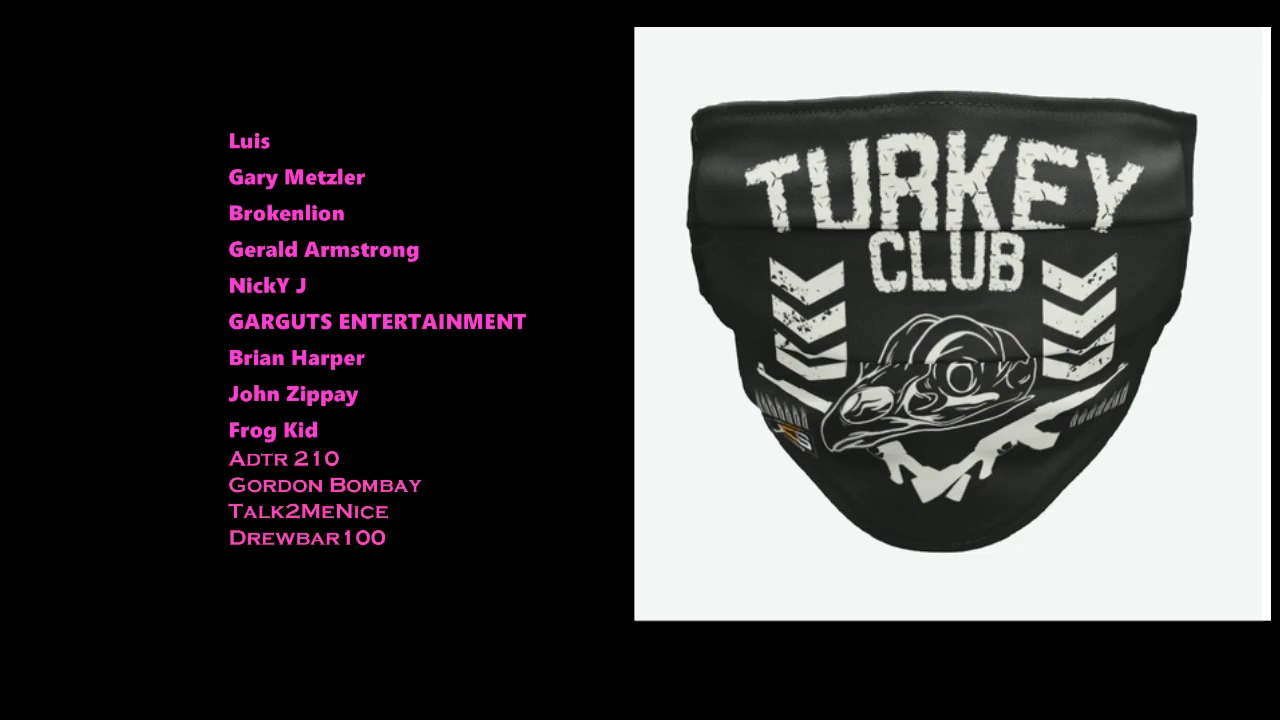 Luis
Gary Metzler
Brokenlion
Gerald Armstrong
NickY J
GARGUTS ENTERTAINMENT
Brian Harper
John Zippay
Frog Kid
ADTR 210
GORDON BOMBAY
TALK2MENICE
DREWBAR100
TURKEY
CLUB